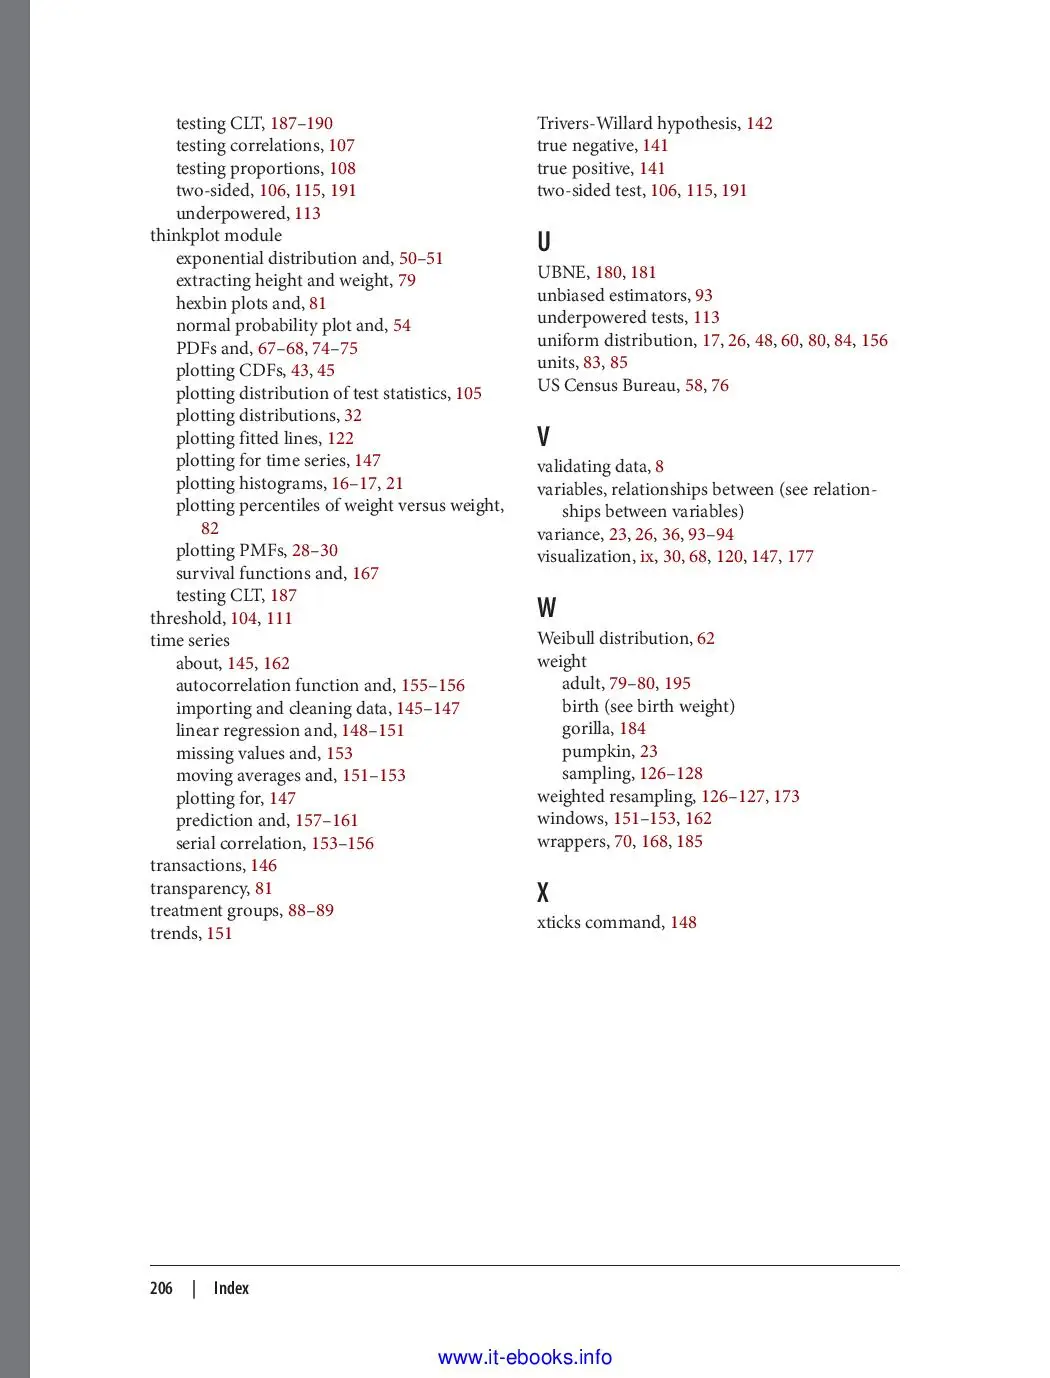 testing CLT, 187–190
testing correlations, 107
testing proportions, 108
two-sided, 106, 115, 191
underpowered, 113
thinkplot module
exponential distribution and, 50–51
extracting height and weight, 79
hexbin plots and, 81
normal probability plot and, 54
PDFs and, 67–68, 74–75
plotting CDFs, 43, 45
plotting distribution of test statistics, 105
plotting distributions, 32
plotting fitted lines, 122
plotting for time series, 147
plotting histograms, 16–17, 21
plotting percentiles of weight versus weight,
82
plotting PMFs, 28–30
survival functions and, 167
testing CLT, 187
threshold, 104, 111
time series
about, 145, 162
autocorrelation function and, 155–156
importing and cleaning data, 145–147
linear regression and, 148–151
missing values and, 153
moving averages and, 151–153
plotting for, 147
prediction and, 157–161
serial correlation, 153–156
transactions, 146
transparency, 81
treatment groups, 88–89
trends, 151
Trivers-Willard hypothesis, 142
true negative, 141
true positive, 141
two-sided test, 106, 115, 191
U
UBNE, 180, 181
unbiased estimators, 93
underpowered tests, 113
uniform distribution, 17, 26, 48, 60, 80, 84, 156
units, 83, 85
US Census Bureau, 58, 76
V
validating data, 8
variables, relationships between (see relation-
ships between variables)
variance, 23, 26, 36, 93–94
visualization, ix, 30, 68, 120, 147, 177
W
Weibull distribution, 62
weight
adult, 79–80, 195
birth (see birth weight)
gorilla, 184
pumpkin, 23
sampling, 126–128
weighted resampling, 126–127, 173
windows, 151–153, 162
wrappers, 70, 168, 185
X
xticks command, 148
206 | Index
www.it-ebooks.info